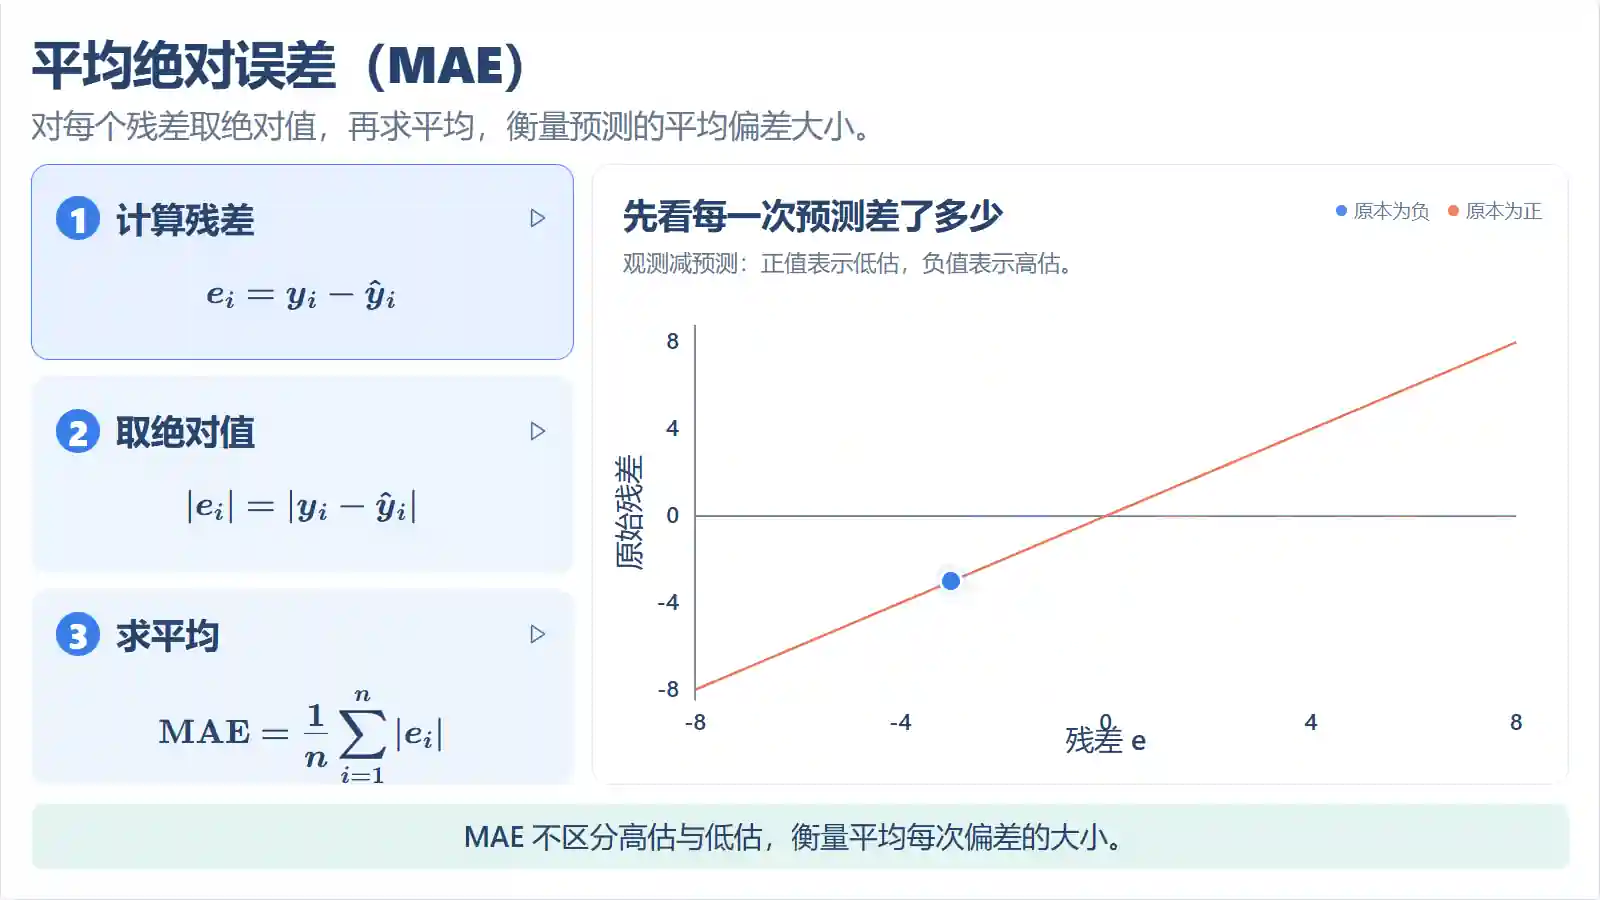 平均绝对误差（MAE）
对每个残差取绝对值，再求平均，衡量预测的平均偏差大小。
1 计算残差
e_i = y_i − ŷ_i
2 取绝对值
|e_i| = |y_i − ŷ_i|
3 求平均
MAE = \frac{1}{n} \sum_{i=1}^{n} |e_i|
先看每一次预测差了多少
原本为负 原本为正
观测减预测：正值表示低估，负值表示高估。
原始残差
8
4
0
-4
-8
-8 -4 0 4 8
残差 e
MAE 不区分高估与低估，衡量平均每次偏差的大小。